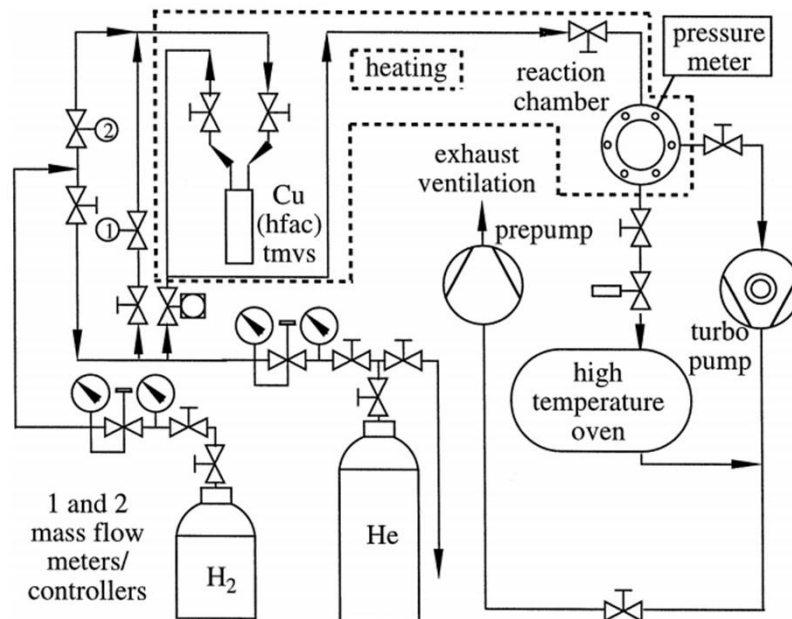 heating
reaction
chamber
pressure
meter
2
exhaust
ventilation
Cu
(hfac)
tmvs
1
prepump
turbo
pump
high
temperature
oven
1 and 2
mass flow
meters/
controllers
H2
He